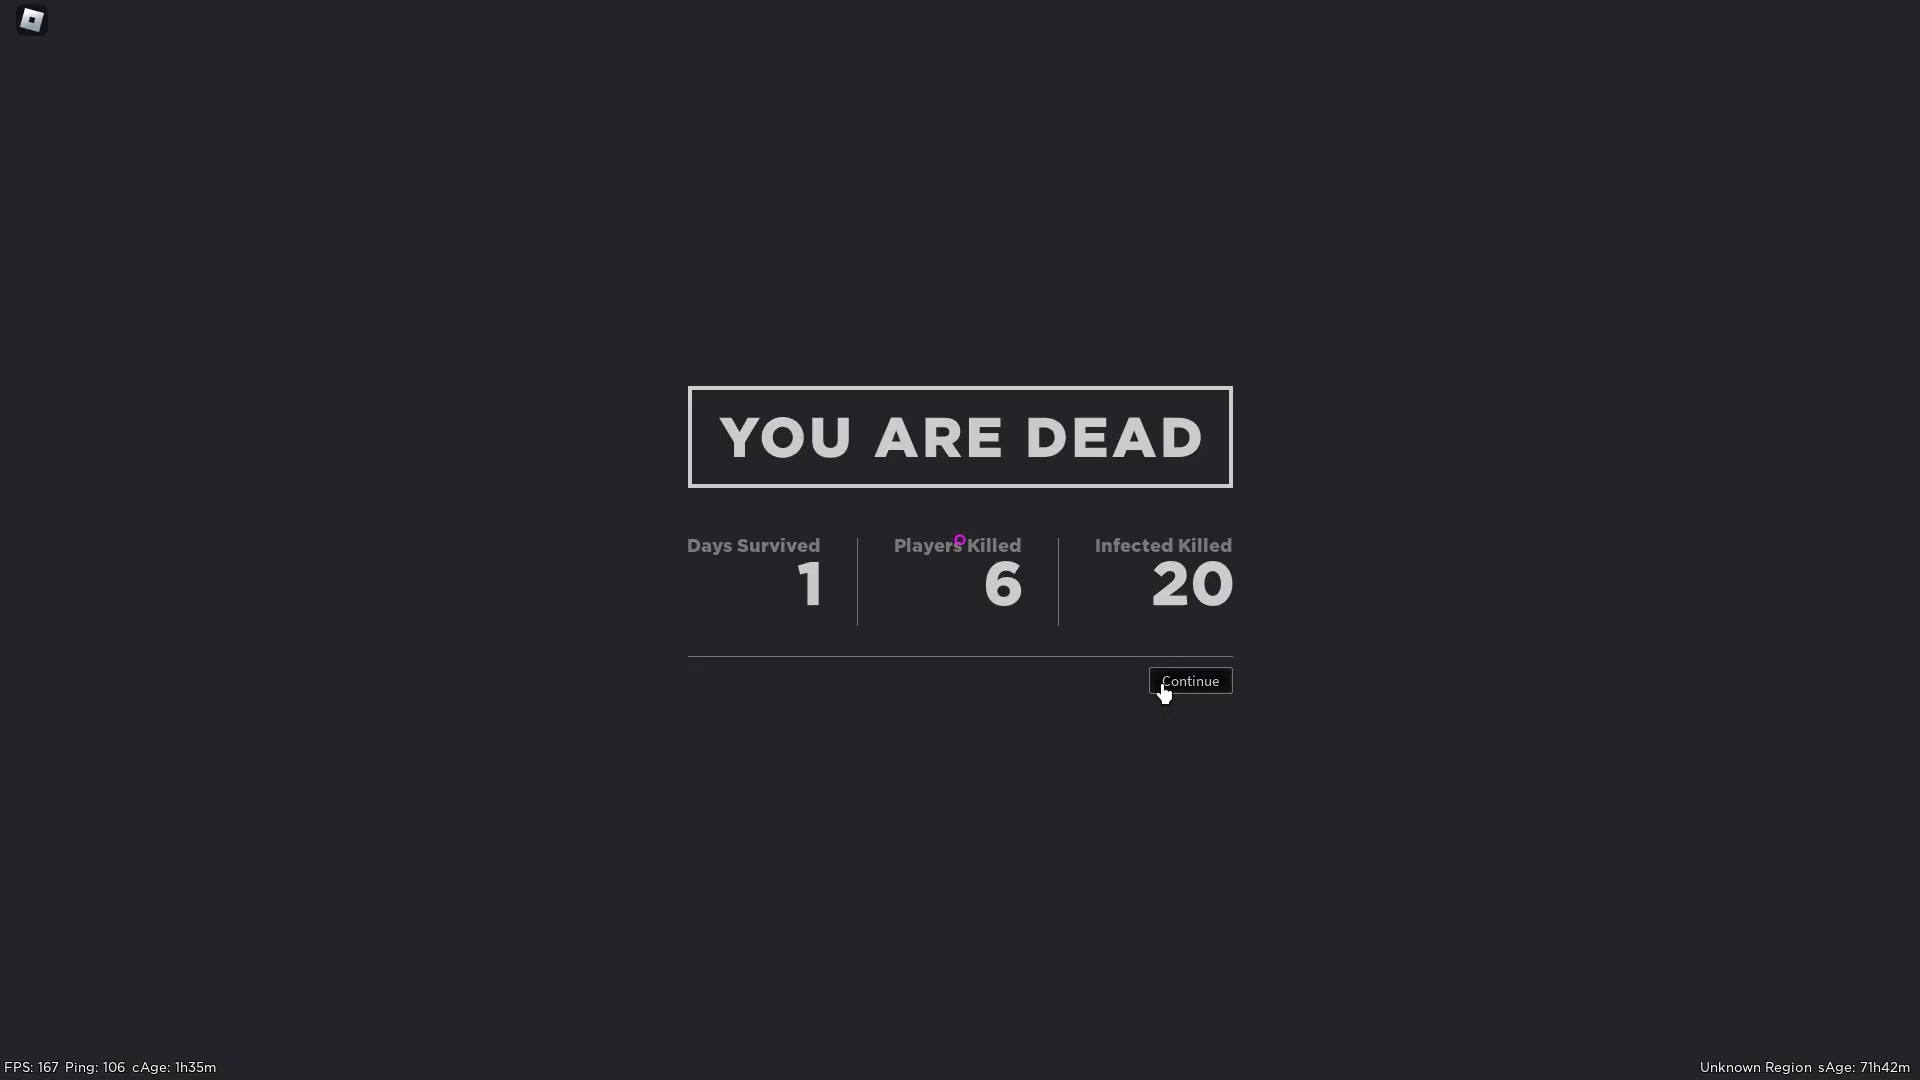 YOU ARE DEAD
Days Survived
1
Players Killed
6
Infected Killed
20
Continue
FPS: 167 Ping: 106 cAge: 1h35m
Unknown Region sAge: 71h42m